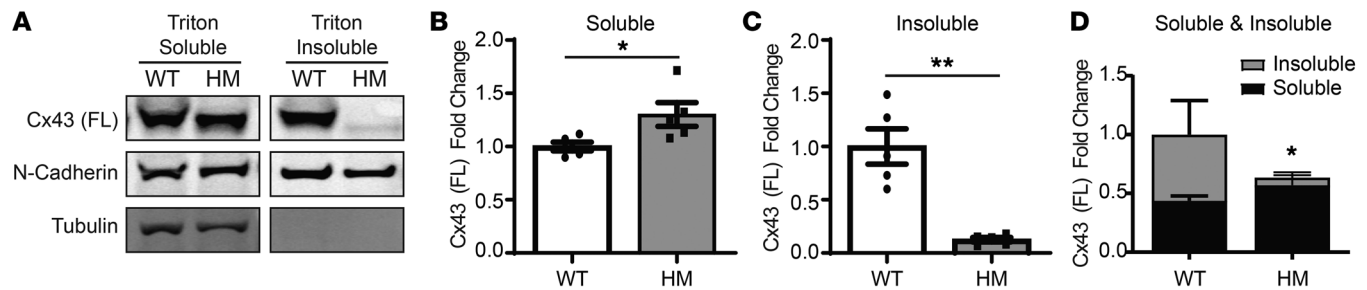 A
Triton Soluble
Triton Insoluble
WT HM WT HM
Cx43 (FL)
N-Cadherin
Tubulin
B
Soluble
Cx43 (FL) Fold Change
2.0
1.5
1.0
0.5
0.0
*
WT HM
C
Insoluble
Cx43 (FL) Fold Change
2.0
1.5
1.0
0.5
0.0
**
WT HM
D
Soluble & Insoluble
Cx43 (FL) Fold Change
1.5
1.0
0.5
0.0
Insoluble
Soluble
*
WT HM